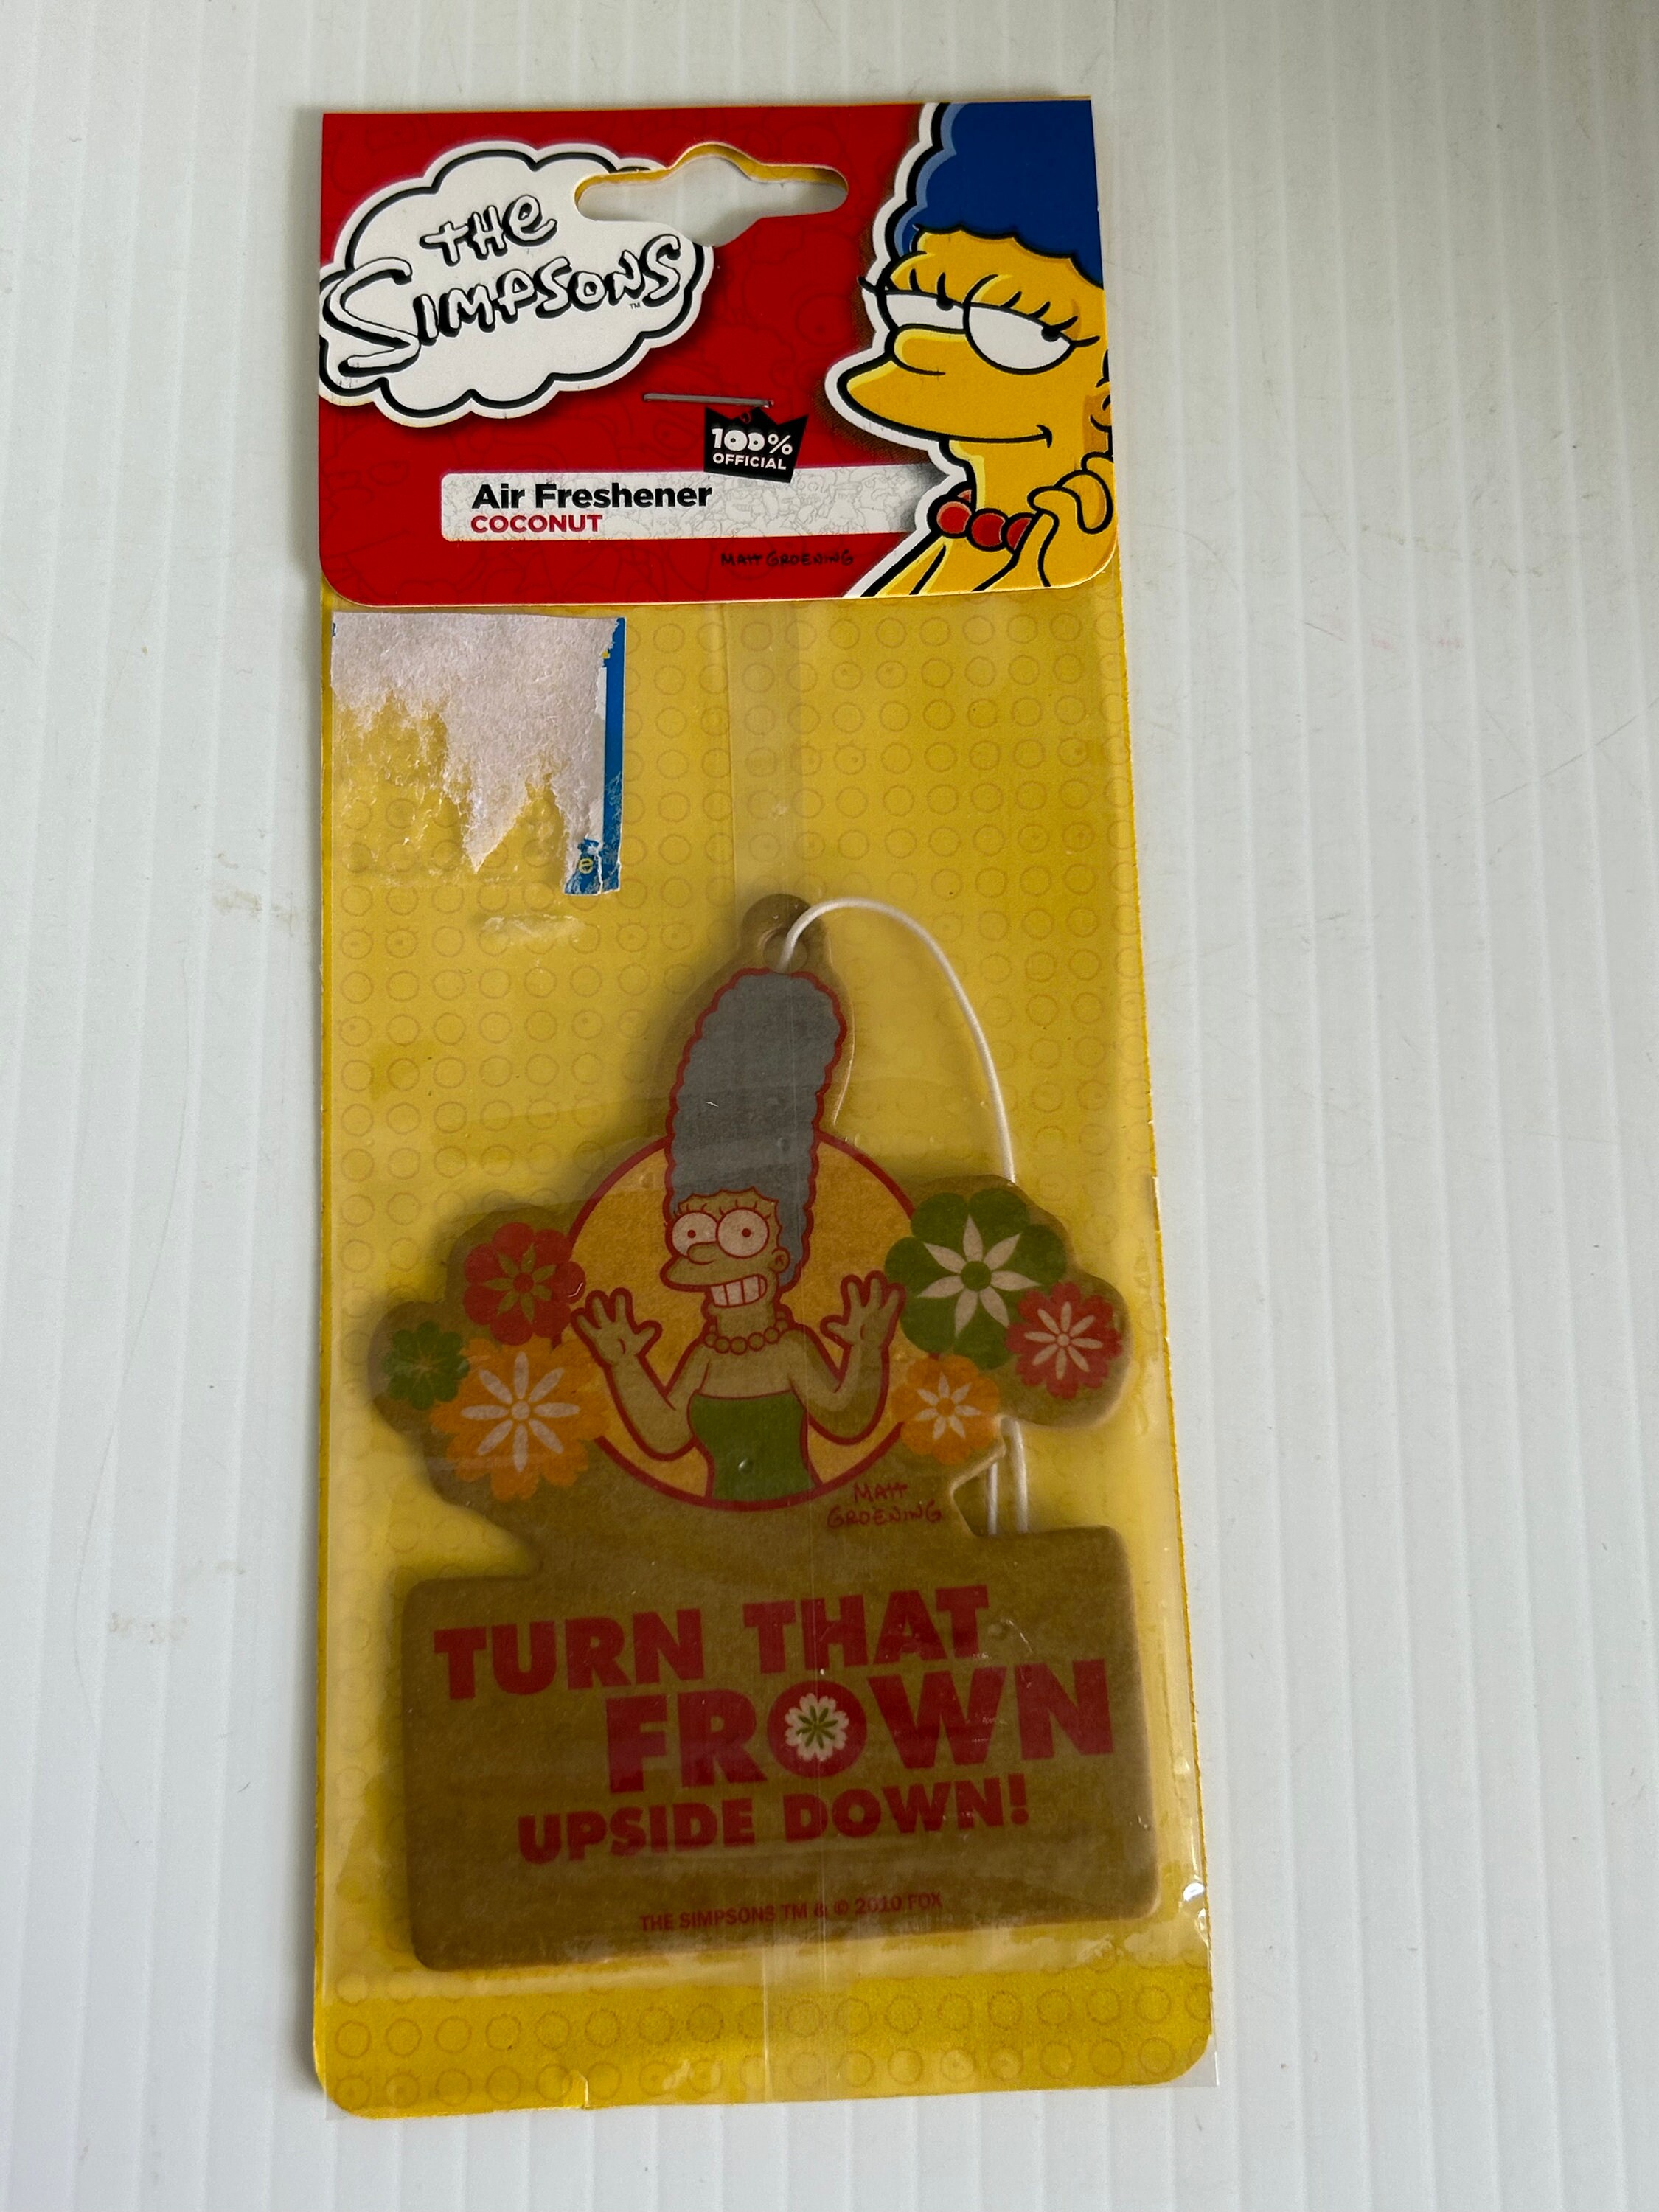 THE
SIMPSONS™
100%
OFFICIAL
Air Freshener
COCONUT
MATT GROENING
e
MATT
GROENING
TURN THAT
FROWN
UPSIDE DOWN!
THE SIMPSONS TM & © 2010 FOX